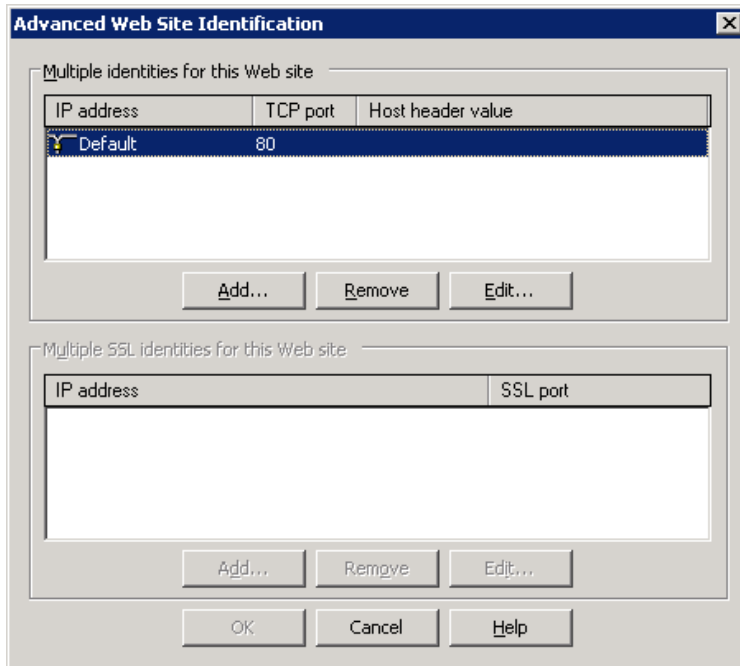 Advanced Web Site Identification
Multiple identities for this Web site
IP address TCP port Host header value
Default 80
Add... Remove Edit...
Multiple SSL identities for this Web site
IP address SSL port
Add... Remove Edit...
OK Cancel Help